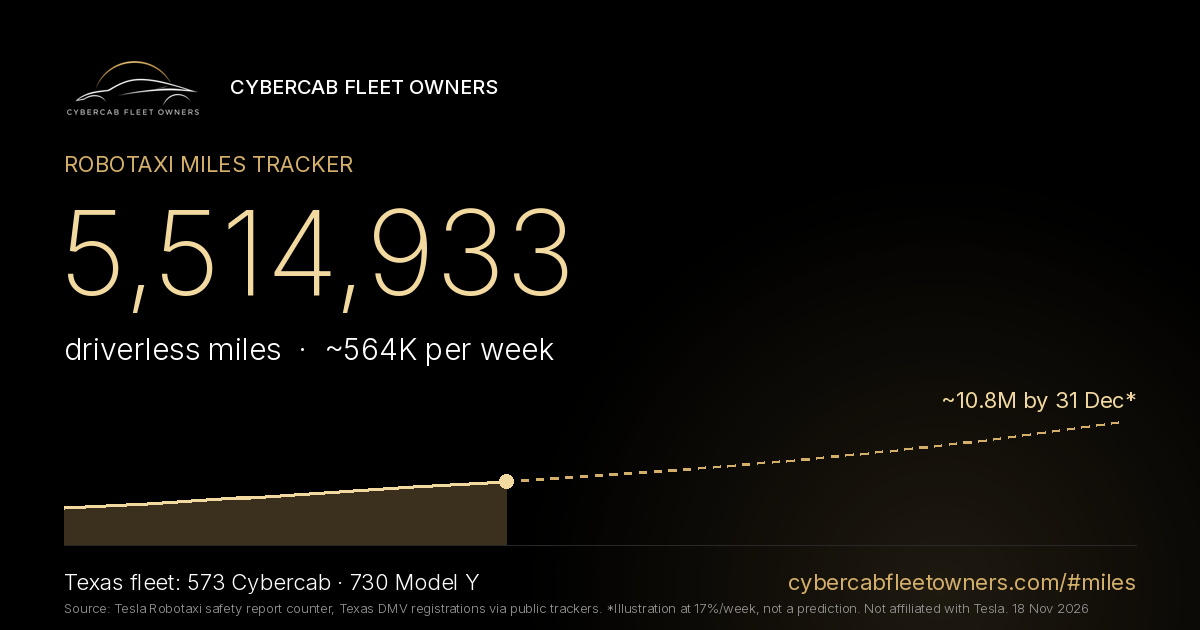 CYBERCAB FLEET OWNERS
CYBERCAB FLEET OWNERS
ROBOTAXI MILES TRACKER
5,514,933
driverless miles · ~564K per week
~10.8M by 31 Dec*
Texas fleet: 573 Cybercab · 730 Model Y
cybercabfleetowners.com/#miles
Source: Tesla Robotaxi safety report counter, Texas DMV registrations via public trackers. *Illustration at 17%/week, not a prediction. Not affiliated with Tesla. 18 Nov 2026